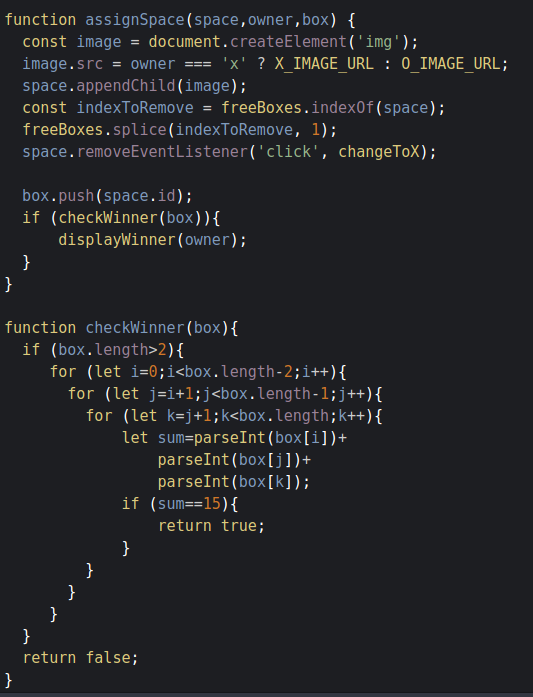 function assignSpace(space,owner,box) {
  const image = document.createElement('img');
  image.src = owner === 'x' ? X_IMAGE_URL : O_IMAGE_URL;
  space.appendChild(image);
  const indexToRemove = freeBoxes.indexOf(space);
  freeBoxes.splice(indexToRemove, 1);
  space.removeEventListener('click', changeToX);

  box.push(space.id);
  if (checkWinner(box)){
      displayWinner(owner);
  }
}

function checkWinner(box){
  if (box.length>2){
     for (let i=0;i<box.length-2;i++){
       for (let j=i+1;j<box.length-1;j++){
         for (let k=j+1;k<box.length;k++){
             let sum=parseInt(box[i])+
                 parseInt(box[j])+
                 parseInt(box[k]);
             if (sum==15){
                 return true;
             }
         }
       }
     }
  }
  return false;
}